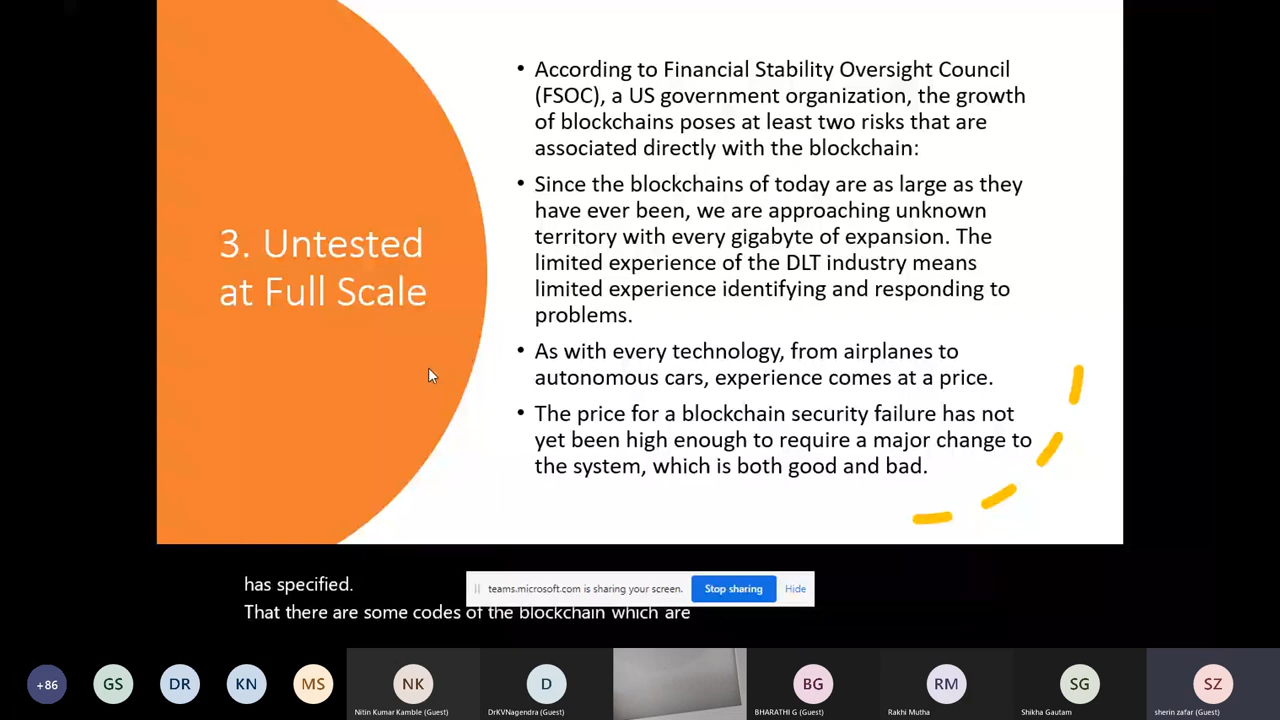 3. Untested
at Full Scale
• According to Financial Stability Oversight Council
(FSOC), a US government organization, the growth
of blockchains poses at least two risks that are
associated directly with the blockchain:
• Since the blockchains of today are as large as they
have ever been, we are approaching unknown
territory with every gigabyte of expansion. The
limited experience of the DLT industry means
limited experience identifying and responding to
problems.
• As with every technology, from airplanes to
autonomous cars, experience comes at a price.
• The price for a blockchain security failure has not
yet been high enough to require a major change to
the system, which is both good and bad.
has specified.
That there are some codes of the blockchain which are
teams.microsoft.com is sharing your screen.
Stop sharing
Hide
+86
GS
DR
KN
MS
NK
Nitin Kumar Kamble (Guest)
D
DrKVNagendra (Guest)
BG
BHARATHI G (Guest)
RM
Rakhi Mutha
SG
Shikha Gautam
SZ
sherin zafar (Guest)